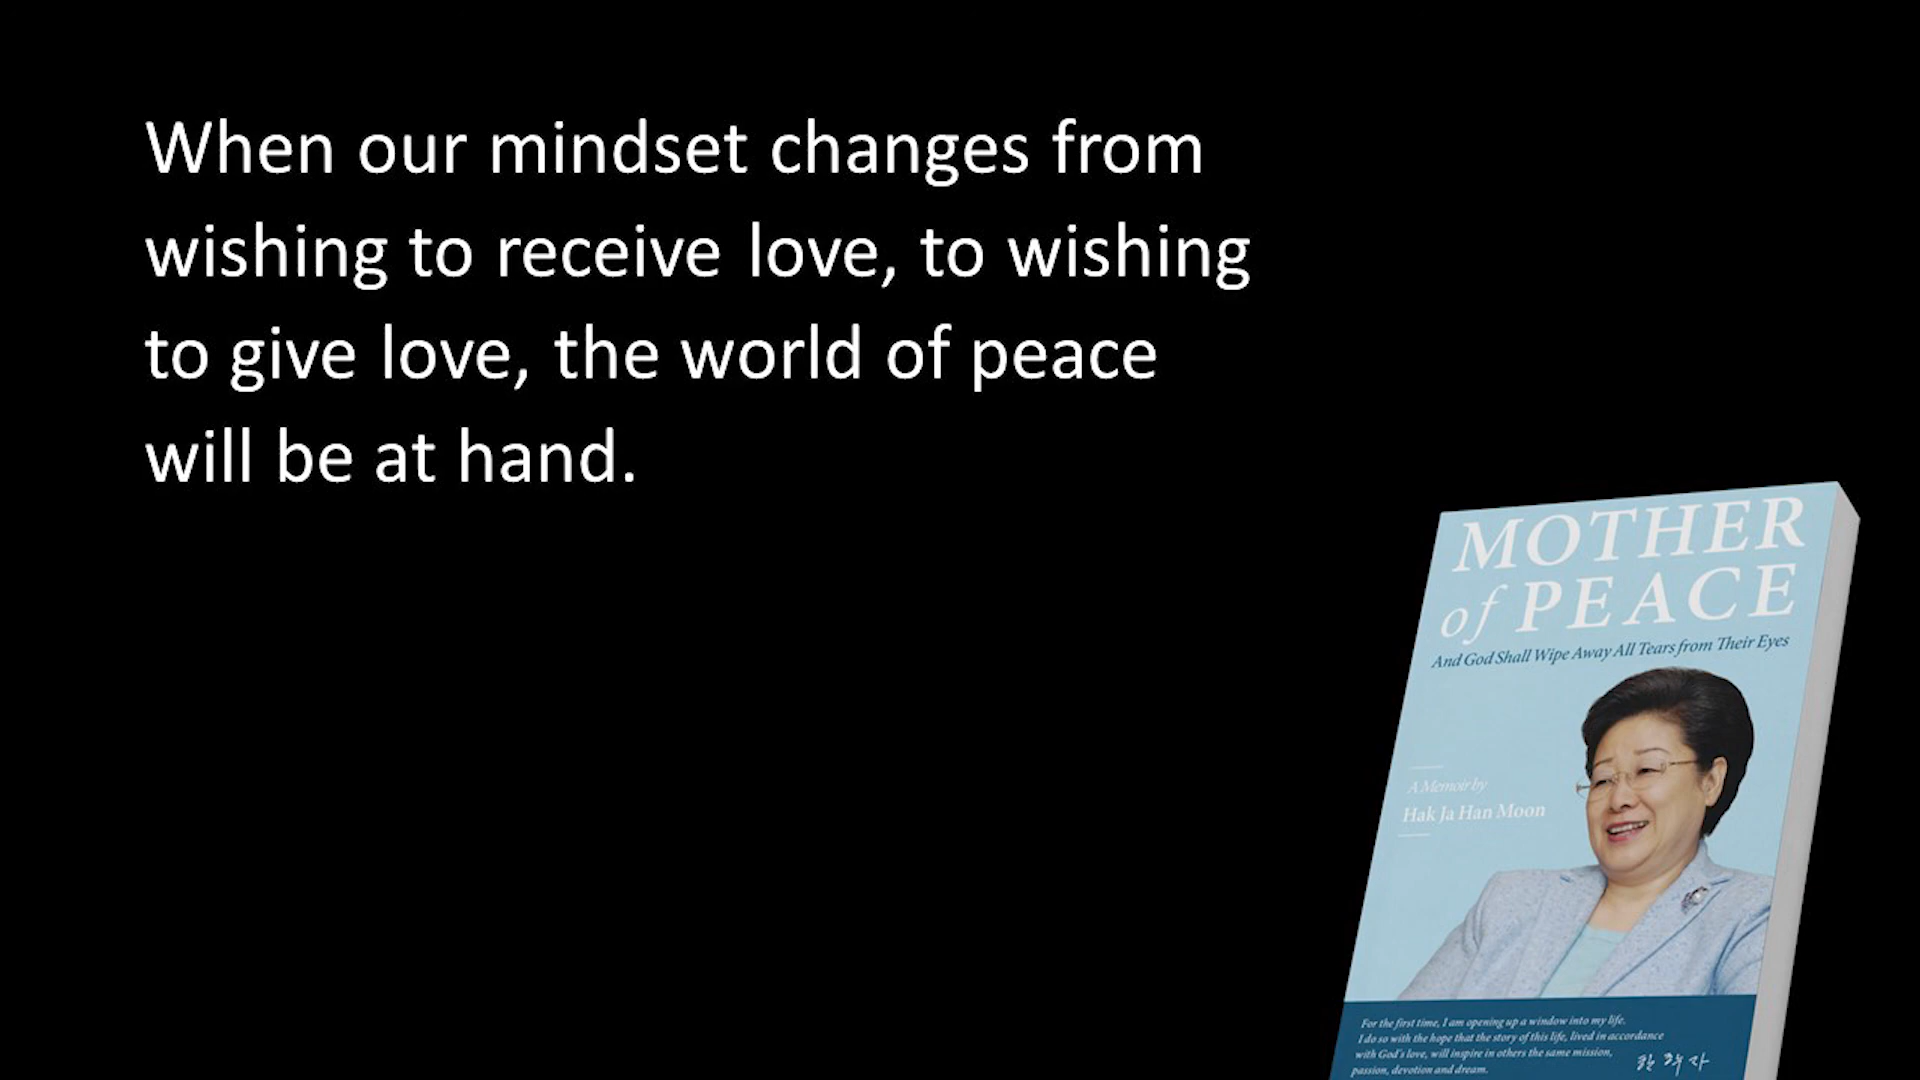 When our mindset changes from
wishing to receive love, to wishing
to give love, the world of peace
will be at hand.
MOTHER
of PEACE
And God Shall Wipe Away All Tears from Their Eyes
A Memoir by
Hak Ja Han Moon
For the first time, I am opening up a window into my life.
I do so with the hope that the story of this life, lived in accordance
with God's love, will inspire in others the same mission,
passion, devotion and dream.